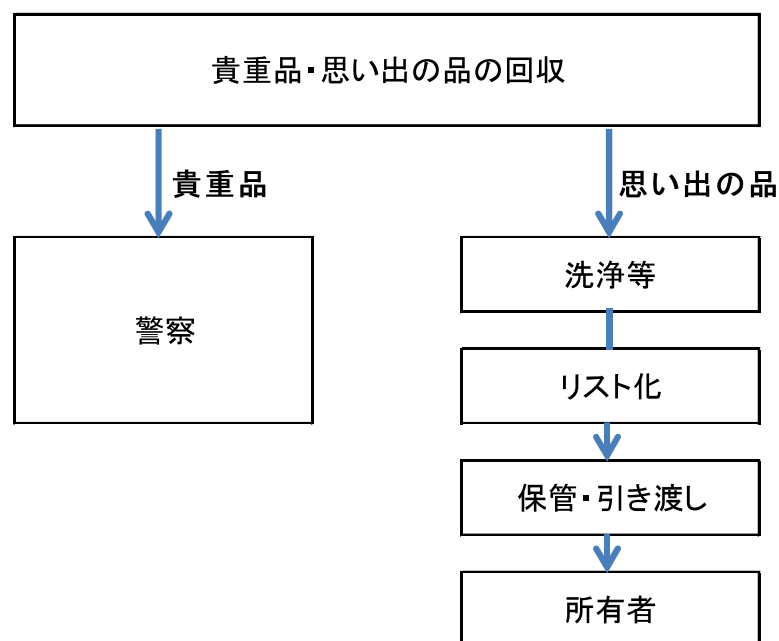 貴重品・思い出の品の回収
貴重品
思い出の品
警察
洗浄等
リスト化
保管・引き渡し
所有者